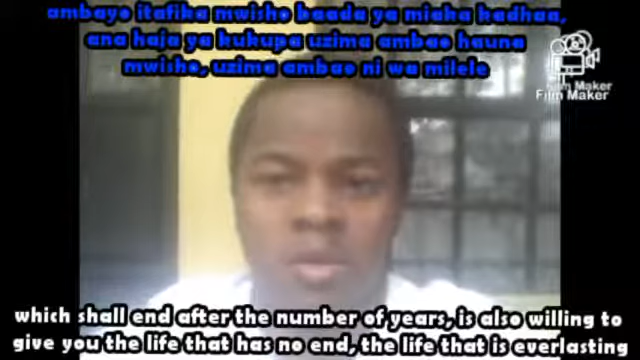 ambayo itafika mwisho baada ya miaka kadhaa,
ana haja ya kukupa uzima ambao hauna
mwisho, uzima ambao ni wa milele
Film Maker
Film Maker
which shall end after the number of years, is also willing to
give you the life that has no end, the life that is everlasting